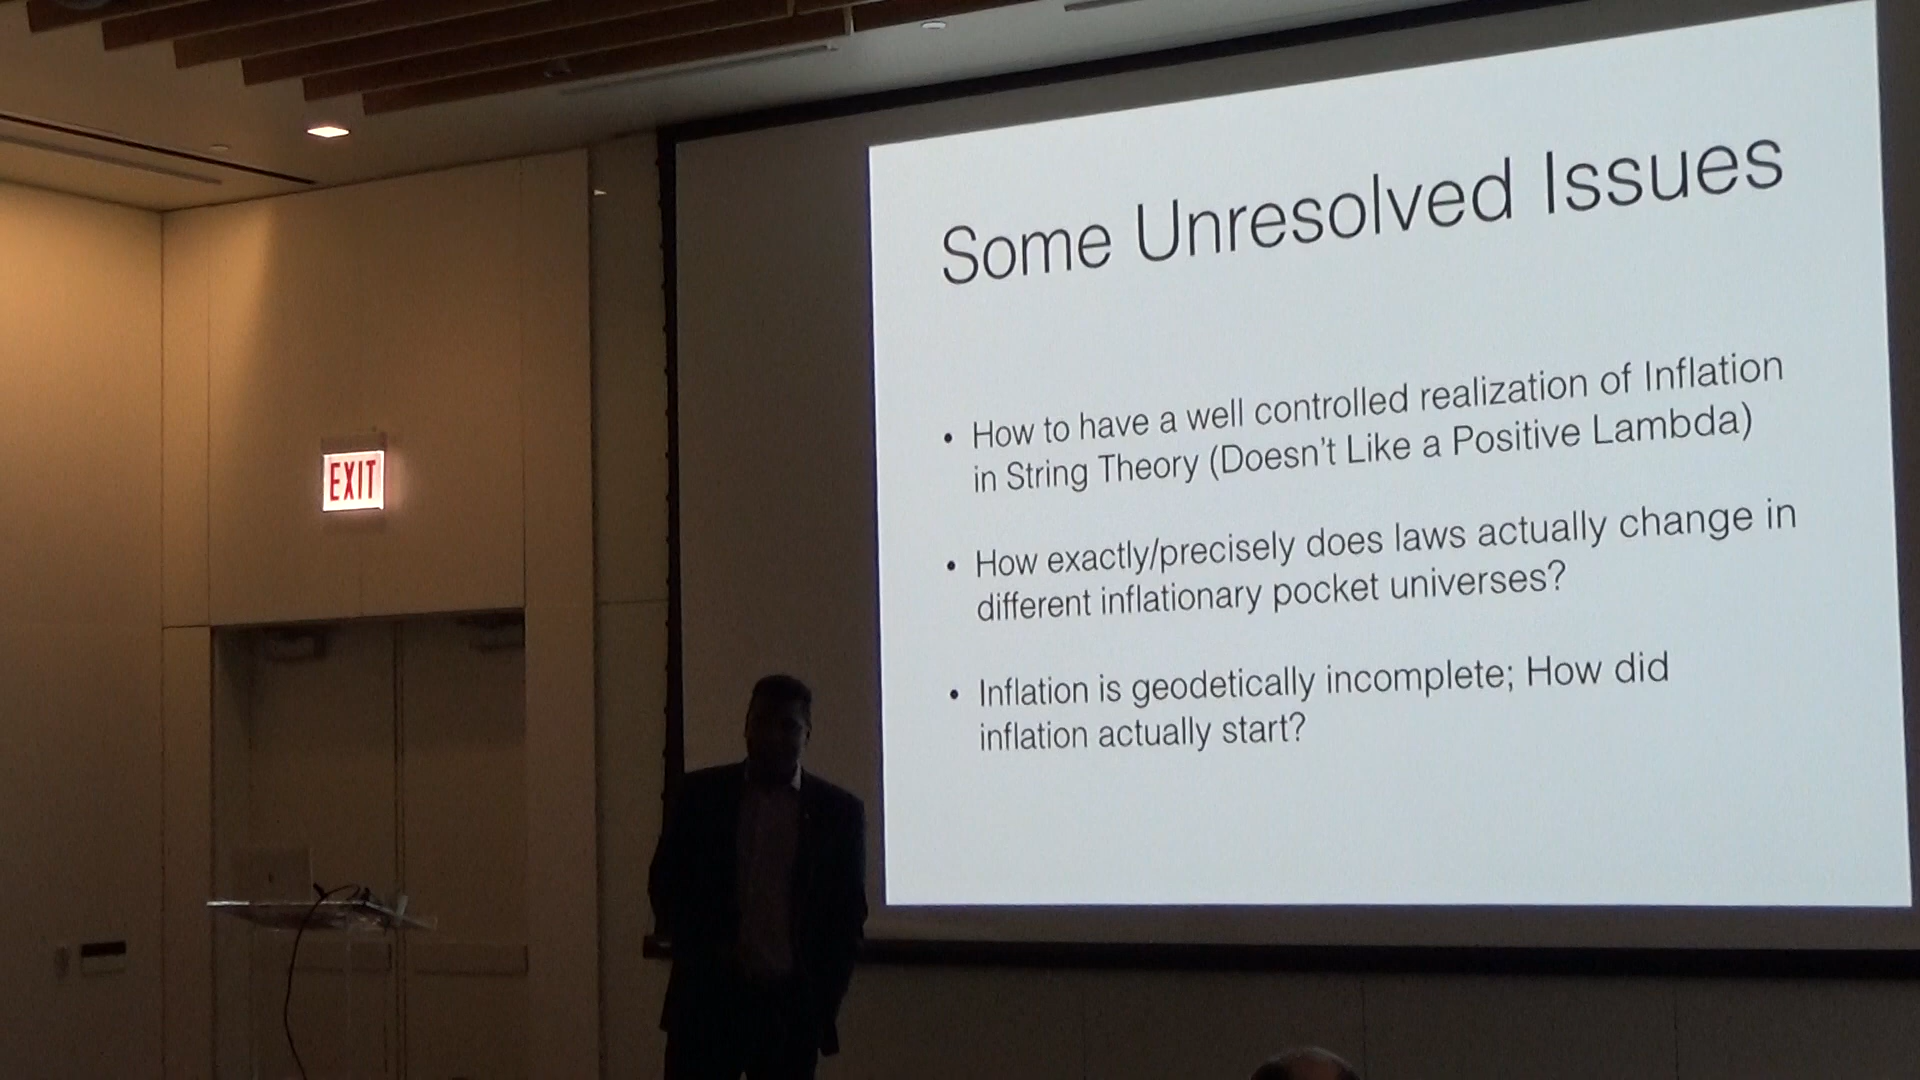 Some Unresolved Issues
• How to have a well controlled realization of Inflation
in String Theory (Doesn't Like a Positive Lambda)
• How exactly/precisely does laws actually change in
different inflationary pocket universes?
• Inflation is geodetically incomplete; How did
inflation actually start?
EXIT